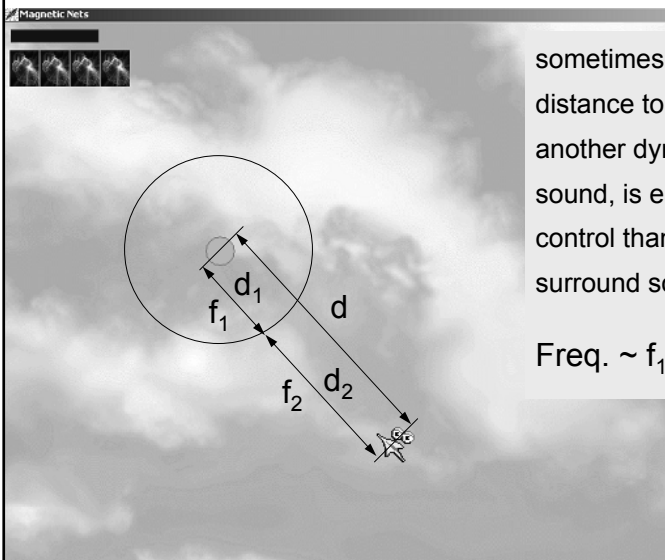 Magnetic Nets
sometimes
distance to
another dyn
sound, is e
control than
surround so
Freq. ~ f₁
d₁
f₁
d
d₂
f₂